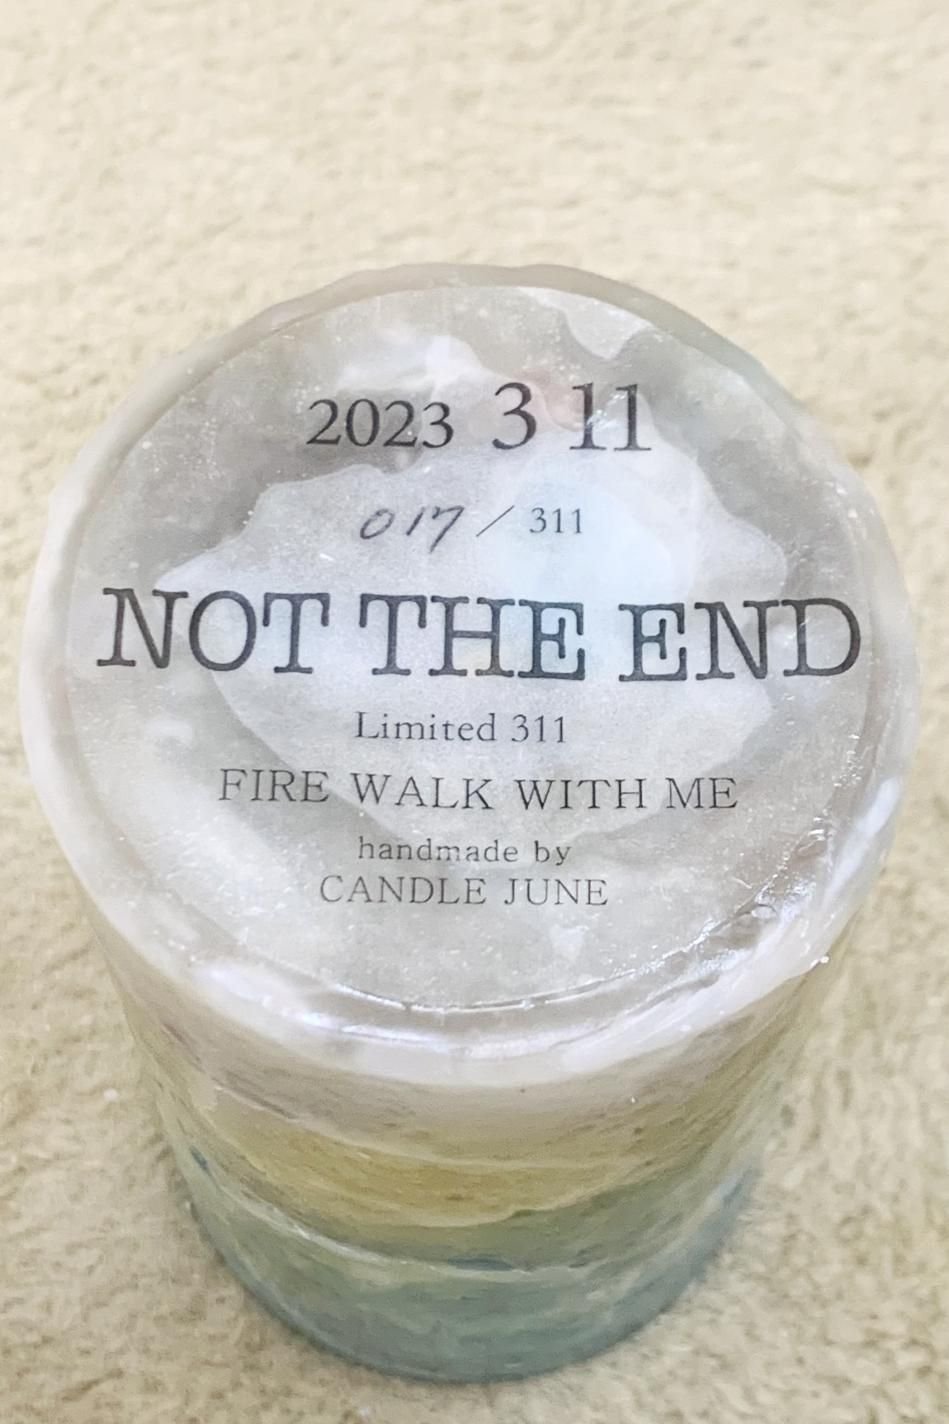 2023 3 11
017 / 311
NOT THE END
Limited 311
FIRE WALK WITH ME
handmade by
CANDLE JUNE